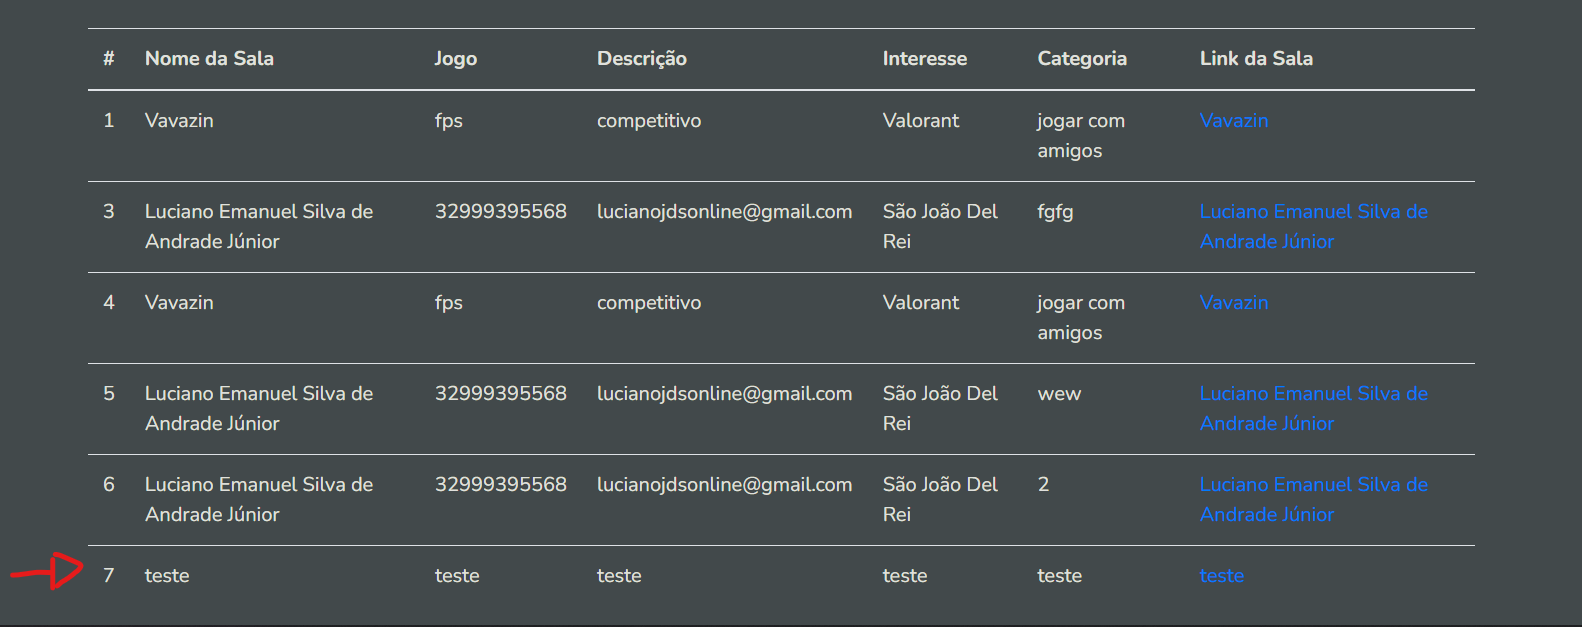 # Nome da Sala Jogo Descrição Interesse Categoria Link da Sala
1 Vavazin fps competitivo Valorant jogar com Vavazin
amigos
3 Luciano Emanuel Silva de 32999395568 lucianojdsonline@gmail.com São João Del fgfg Luciano Emanuel Silva de
Andrade Júnior Rei Andrade Júnior
4 Vavazin fps competitivo Valorant jogar com Vavazin
amigos
5 Luciano Emanuel Silva de 32999395568 lucianojdsonline@gmail.com São João Del wew Luciano Emanuel Silva de
Andrade Júnior Rei Andrade Júnior
6 Luciano Emanuel Silva de 32999395568 lucianojdsonline@gmail.com São João Del 2 Luciano Emanuel Silva de
Andrade Júnior Rei Andrade Júnior
7 teste teste teste teste teste teste